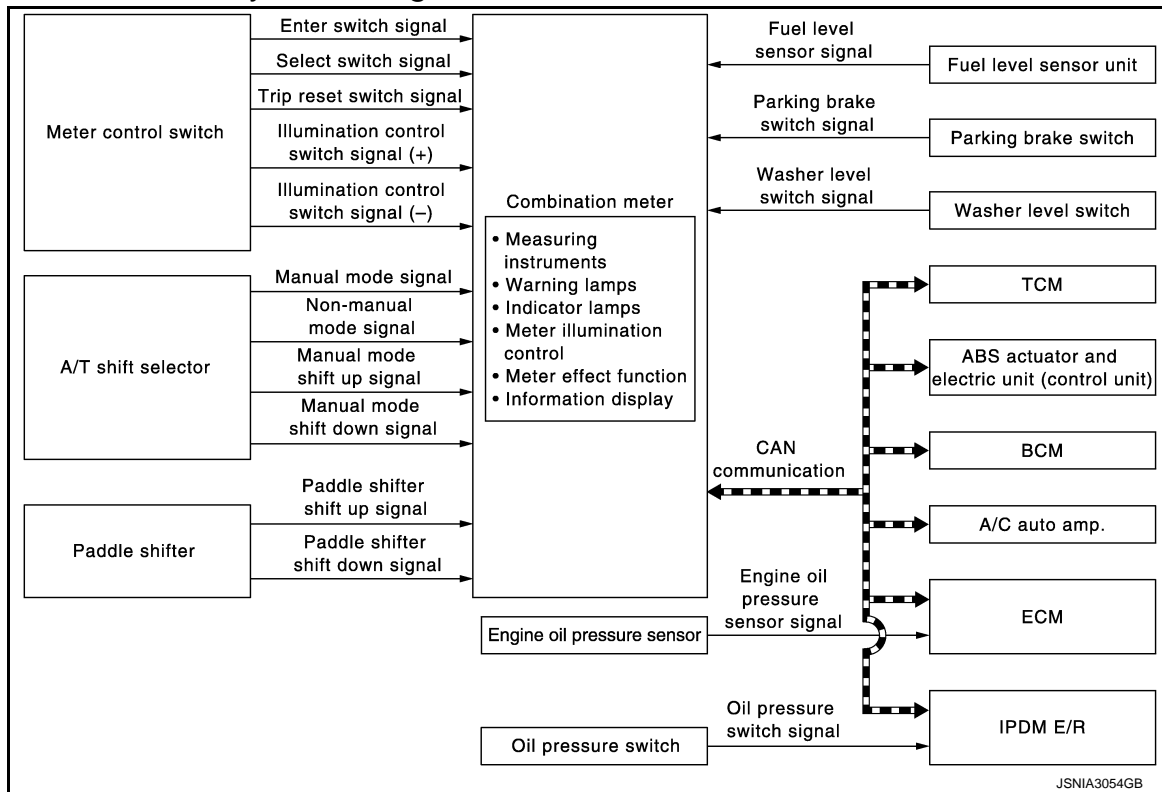 Enter switch signal
Select switch signal
Trip reset switch signal
Meter control switch
Illumination control
switch signal (+)
Illumination control
switch signal (–)
Manual mode signal
Non-manual
mode signal
A/T shift selector
Manual mode
shift up signal
Manual mode
shift down signal
Paddle shifter
shift up signal
Paddle shifter
Paddle shifter
shift down signal
Combination meter
• Measuring
instruments
• Warning lamps
• Indicator lamps
• Meter illumination
control
• Meter effect function
• Information display
Fuel level
sensor signal
Fuel level sensor unit
Parking brake
switch signal
Parking brake switch
Washer level
switch signal
Washer level switch
TCM
ABS actuator and
electric unit (control unit)
CAN
communication
BCM
A/C auto amp.
Engine oil
pressure
sensor signal
Engine oil pressure sensor
ECM
Oil pressure
switch signal
Oil pressure switch
IPDM E/R
JSNIA3054GB